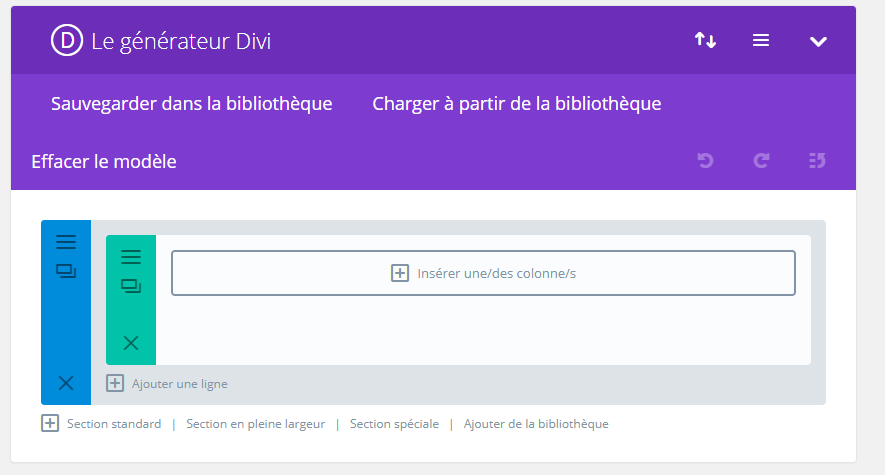 D Le générateur Divi
Sauvegarder dans la bibliothèque Charger à partir de la bibliothèque
Effacer le modèle
Insérer une/des colonne/s
Ajouter une ligne
Section standard | Section en pleine largeur | Section spéciale | Ajouter de la bibliothèque